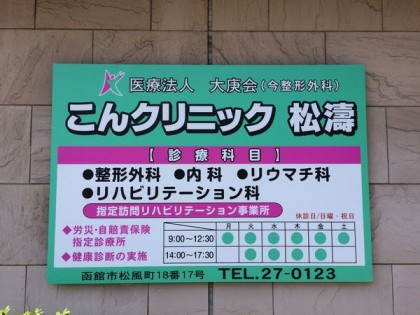 医療法人 大庚会(今整形外科)
こんクリニック 松濤
【診療科目】
●整形外科 ●内科 ●リウマチ科
●リハビリテーション科
指定訪問リハビリテーション事業所
休診日/日曜・祝日
◆労災・自賠責保険
指定診療所
◆健康診断の実施
月 火 水 木 金 土
9:00~12:30 ● ● ● ● ● ●
14:00~17:30 ● ● ● ●
函館市松風町18番17号 TEL.27-0123